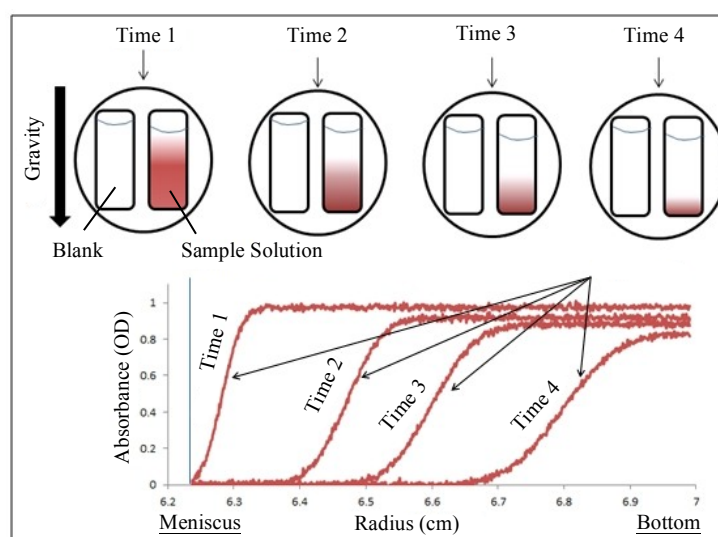 Time 1
Time 2
Time 3
Time 4
Gravity
Blank
Sample Solution
Absorbance (OD)
1
0.8
0.6
0.4
0.2
0
Time 1
Time 2
Time 3
Time 4
6.2 6.3 6.4 6.5 6.6 6.7 6.8 6.9 7
Meniscus Radius (cm) Bottom